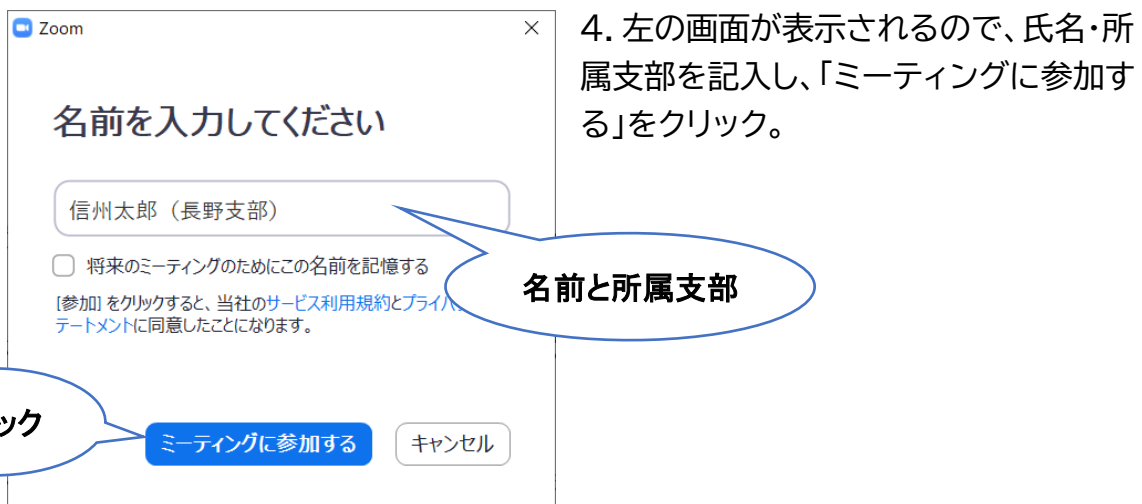 Zoom
名前を入力してください
信州太郎（長野支部）
将来のミーティングのためにこの名前を記憶する
[参加] をクリックすると、当社のサービス利用規約とプライバ
テートメントに同意したことになります。
名前と所属支部
ック
ミーティングに参加する
キャンセル
4. 左の画面が表示されるので、氏名・所
属支部を記入し、「ミーティングに参加す
る」をクリック。